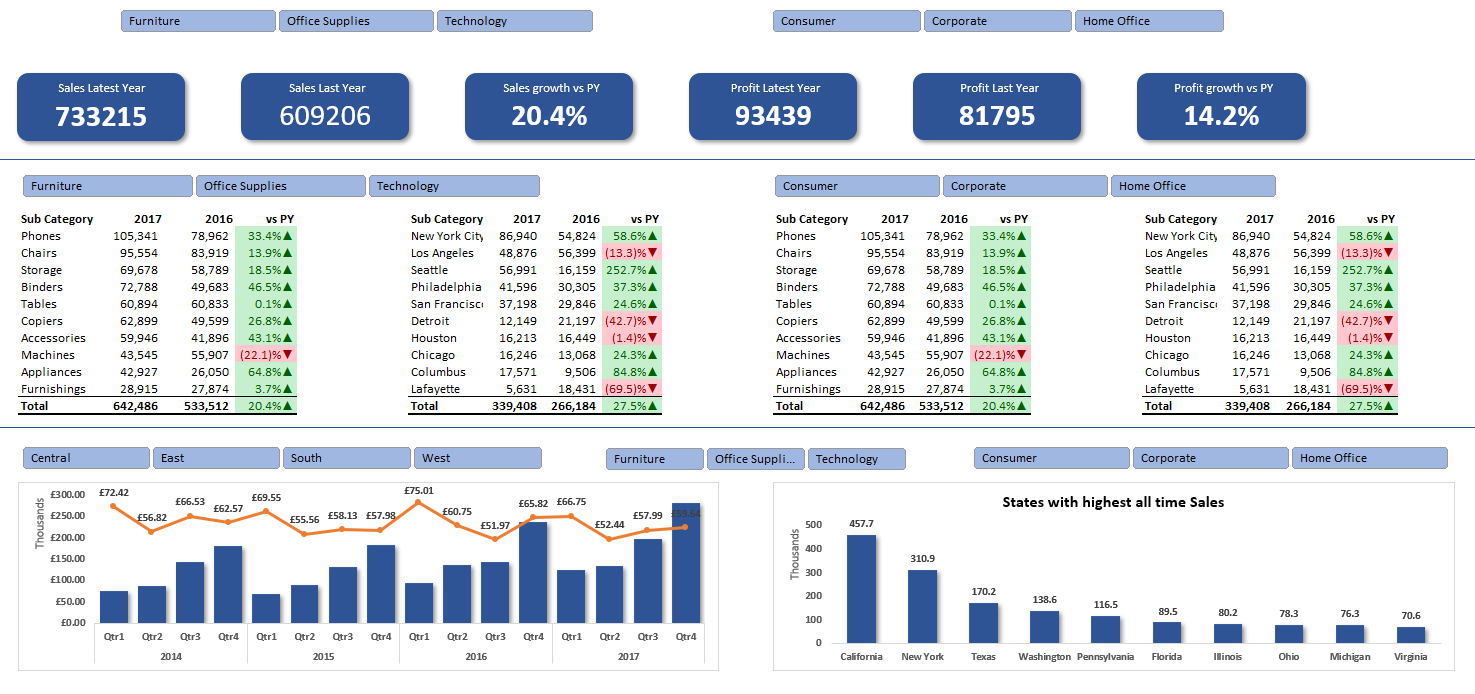 Furniture Office Supplies Technology Consumer Corporate Home Office
Sales Latest Year Sales Last Year Sales growth vs PY Profit Latest Year Profit Last Year Profit growth vs PY
733215 609206 20.4% 93439 81795 14.2%
Furniture Office Supplies Technology Consumer Corporate Home Office
Sub Category 2017 2016 vs PY Sub Category 2017 2016 vs PY Sub Category 2017 2016 vs PY Sub Category 2017 2016 vs PY
Phones 105,341 78,962 33.4%▲ New York City 86,940 54,824 58.6%▲ Phones 105,341 78,962 33.4%▲ New York City 86,940 54,824 58.6%▲
Chairs 95,554 83,919 13.9%▲ Los Angeles 48,876 56,399 (13.3)%▼ Chairs 95,554 83,919 13.9%▲ Los Angeles 48,876 56,399 (13.3)%▼
Storage 69,678 58,789 18.5%▲ Seattle 56,991 16,159 252.7%▲ Storage 69,678 58,789 18.5%▲ Seattle 56,991 16,159 252.7%▲
Binders 72,788 49,683 46.5%▲ Philadelphia 41,596 30,305 37.3%▲ Binders 72,788 49,683 46.5%▲ Philadelphia 41,596 30,305 37.3%▲
Tables 60,894 60,833 0.1%▲ San Francisc 37,198 29,846 24.6%▲ Tables 60,894 60,833 0.1%▲ San Francisc 37,198 29,846 24.6%▲
Copiers 62,899 49,599 26.8%▲ Detroit 12,149 21,197 (42.7)%▼ Copiers 62,899 49,599 26.8%▲ Detroit 12,149 21,197 (42.7)%▼
Accessories 59,946 41,896 43.1%▲ Houston 16,213 16,449 (1.4)%▼ Accessories 59,946 41,896 43.1%▲ Houston 16,213 16,449 (1.4)%▼
Machines 43,545 55,907 (22.1)%▼ Chicago 16,246 13,068 24.3%▲ Machines 43,545 55,907 (22.1)%▼ Chicago 16,246 13,068 24.3%▲
Appliances 42,927 26,050 64.8%▲ Columbus 17,571 9,506 84.8%▲ Appliances 42,927 26,050 64.8%▲ Columbus 17,571 9,506 84.8%▲
Furnishings 28,915 27,874 3.7%▲ Lafayette 5,631 18,431 (69.5)%▼ Furnishings 28,915 27,874 3.7%▲ Lafayette 5,631 18,431 (69.5)%▼
Total 642,486 533,512 20.4%▲ Total 339,408 266,184 27.5%▲ Total 642,486 533,512 20.4%▲ Total 339,408 266,184 27.5%▲
Central East South West Furniture Office Suppli... Technology Consumer Corporate Home Office
Thousands
£300.00
£250.00
£200.00
£150.00
£100.00
£50.00
£0.00
£72.42 £56.82 £66.53 £62.57 £69.55 £55.56 £58.13 £57.98 £75.01 £60.75 £51.97 £65.82 £66.75 £52.44 £57.99 £59.64
Qtr1 Qtr2 Qtr3 Qtr4 Qtr1 Qtr2 Qtr3 Qtr4 Qtr1 Qtr2 Qtr3 Qtr4 Qtr1 Qtr2 Qtr3 Qtr4
2014 2015 2016 2017
States with highest all time Sales
Thousands
500
400
300
200
100
0
457.7 310.9 170.2 138.6 116.5 89.5 80.2 78.3 76.3 70.6
California New York Texas Washington Pennsylvania Florida Illinois Ohio Michigan Virginia